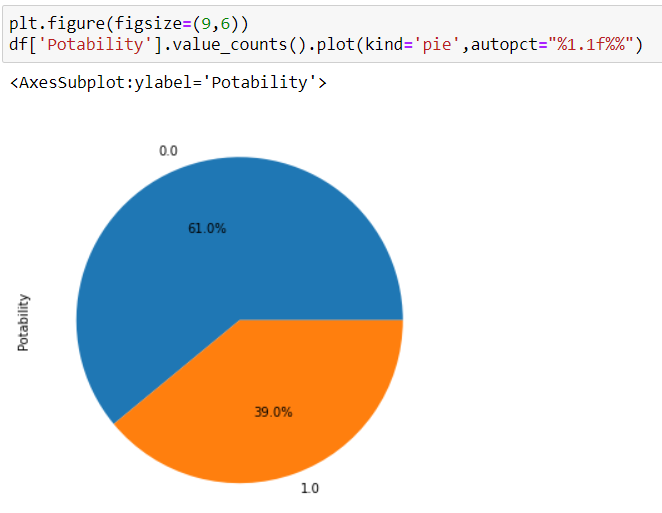 plt.figure(figsize=(9,6))
df['Potability'].value_counts().plot(kind='pie',autopct="%1.1f%%")
<AxesSubplot:ylabel='Potability'>
0.0
61.0%
Potability
39.0%
1.0